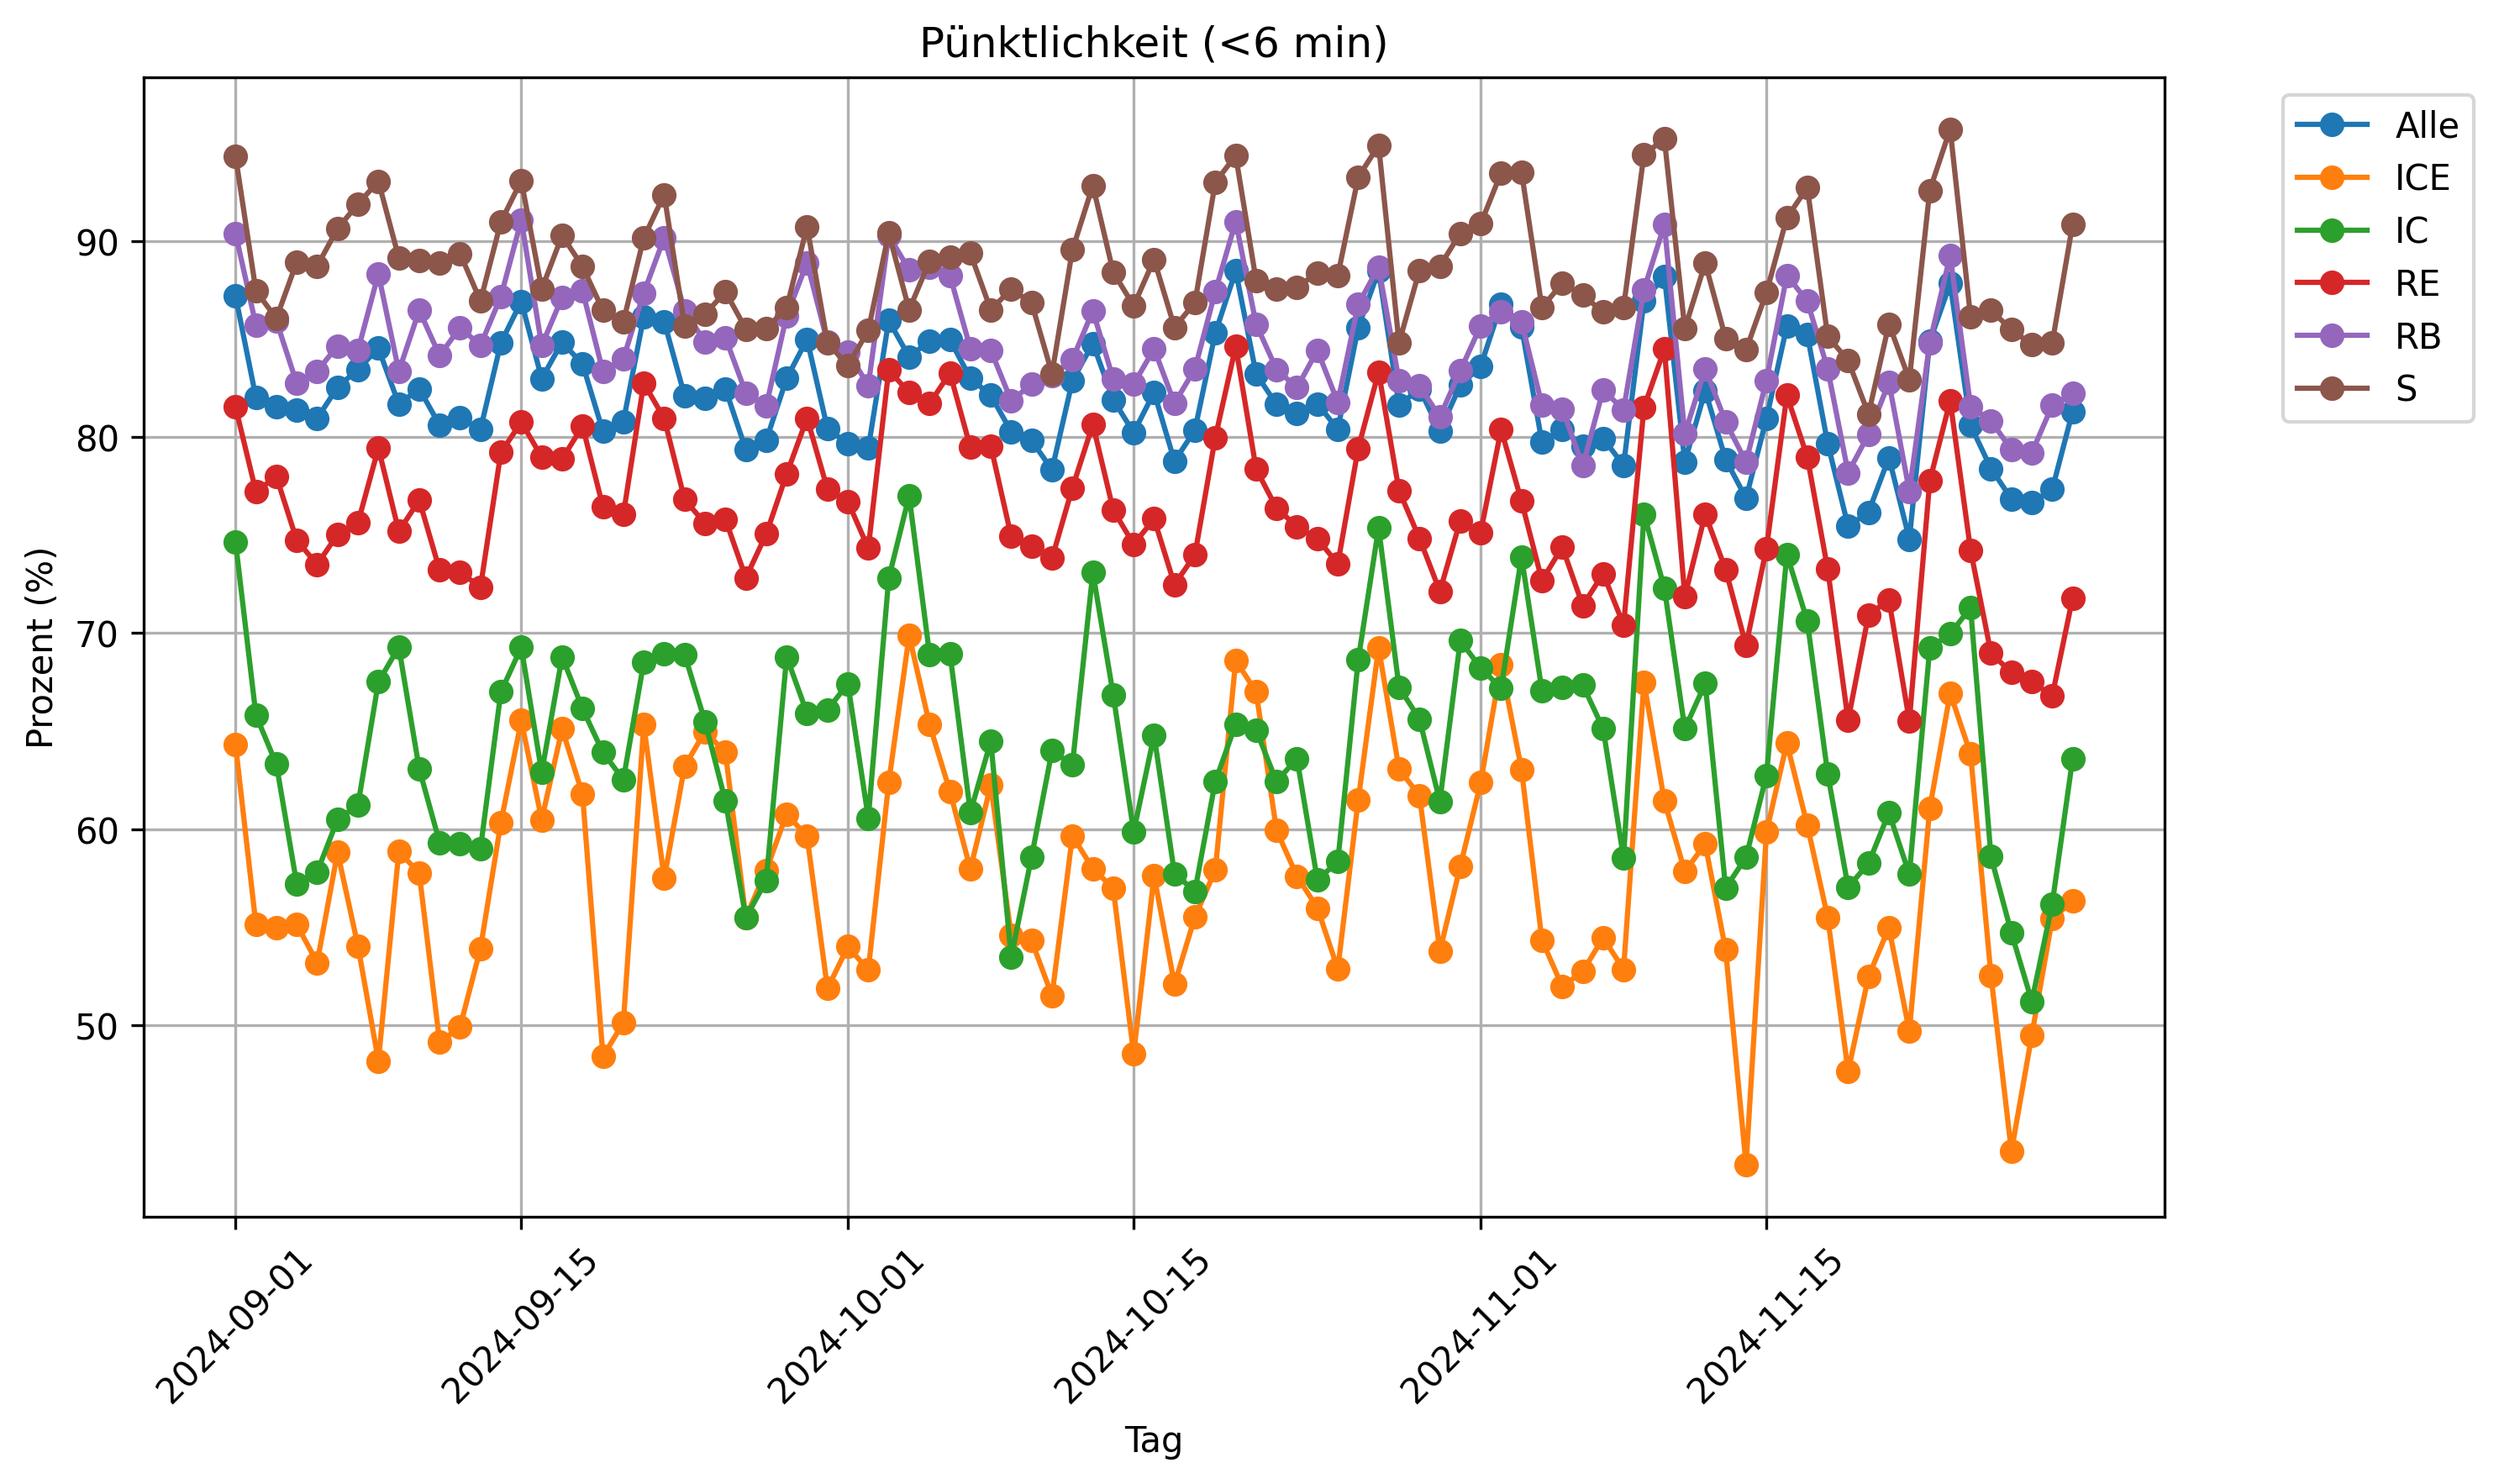 Pünktlichkeit (<6 min)
Alle
ICE
IC
RE
RB
S
Prozent (%)
90
80
70
60
50
2024-09-01
2024-09-15
2024-10-01
2024-10-15
2024-11-01
2024-11-15
Tag